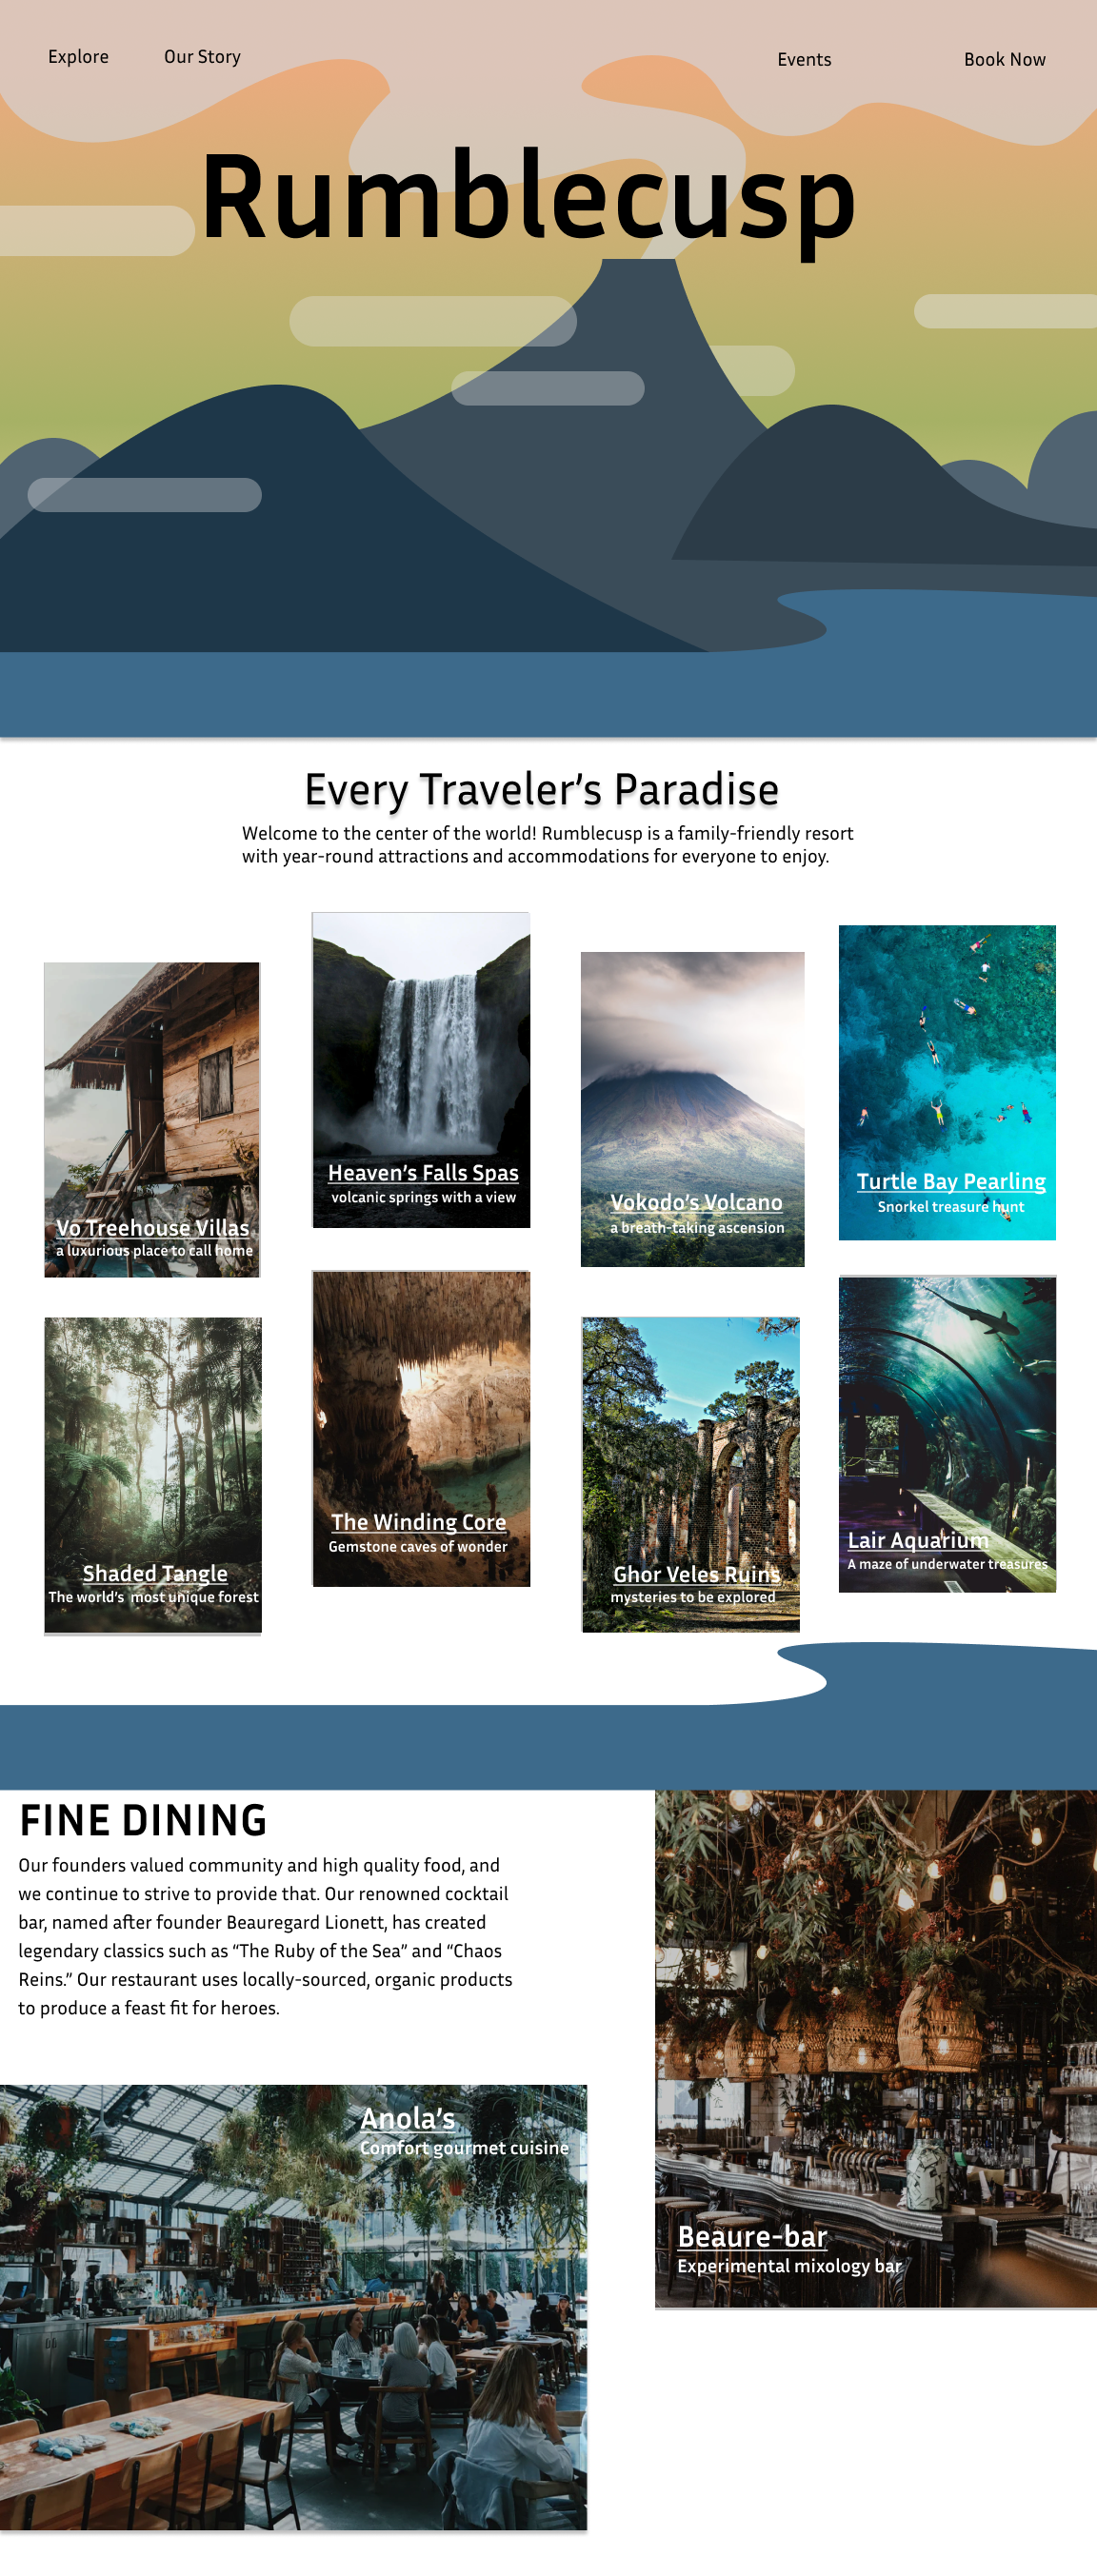 Explore
Our Story
Events
Book Now
Rumblecusp
Every Traveler’s Paradise
Welcome to the center of the world! Rumblecusp is a family-friendly resort
with year-round attractions and accommodations for everyone to enjoy.
Vo Treehouse Villas
a luxurious place to call home
Heaven’s Falls Spas
volcanic springs with a view
Vokodo’s Volcano
a breath-taking ascension
Turtle Bay Pearling
Snorkel treasure hunt
Shaded Tangle
The world’s  most unique forest
The Winding Core
Gemstone caves of wonder
Ghor Veles Ruins
mysteries to be explored
Lair Aquarium
A maze of underwater treasures
FINE DINING
Our founders valued community and high quality food, and
we continue to strive to provide that. Our renowned cocktail
bar, named after founder Beauregard Lionett, has created
legendary classics such as “The Ruby of the Sea” and “Chaos
Reins.” Our restaurant uses locally-sourced, organic products
to produce a feast fit for heroes.
Anola’s
Comfort gourmet cuisine
Beaure-bar
Experimental mixology bar